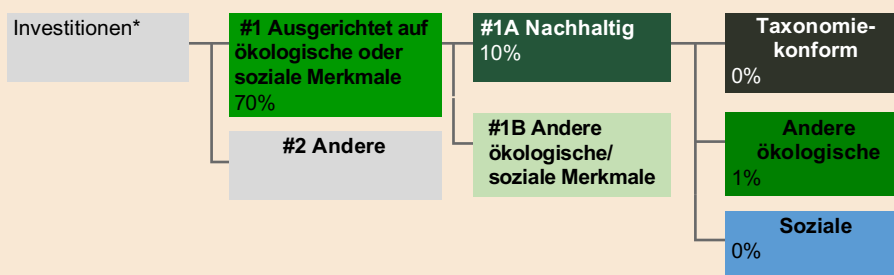 Investitionen*
#1 Ausgerichtet auf
ökologische oder
soziale Merkmale
70%
#2 Andere
#1A Nachhaltig
10%
#1B Andere
ökologische/
soziale Merkmale
Taxonomie-
konform
0%
Andere
ökologische
1%
Soziale
0%